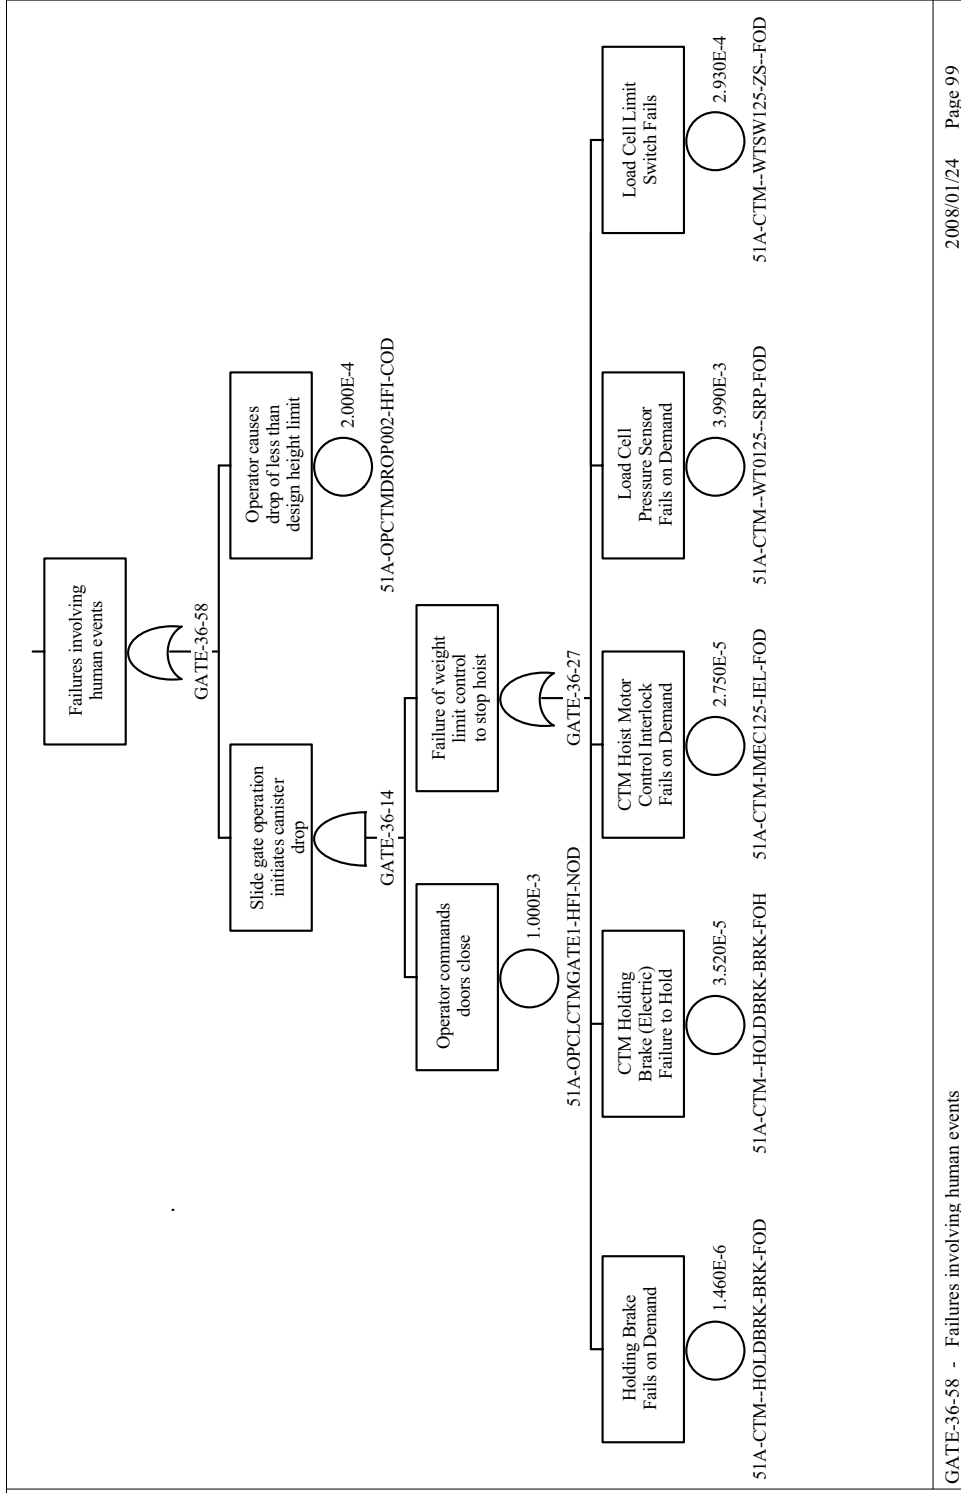 Failures involving
human events
GATE-36-58
Slide gate operation
initiates canister
drop
GATE-36-14
Operator causes
drop of less than
design height limit
2.000E-4
51A-OPCTMDROP002-HFI-COD
Operator commands
doors close
1.000E-3
51A-OPCLCTMGATE1-HFI-NOD
Failure of weight
limit control
to stop hoist
GATE-36-27
Holding Brake
Fails on Demand
1.460E-6
51A-CTM--HOLDBRK-BRK-FOD
CTM Holding
Brake (Electric)
Failure to Hold
3.520E-5
51A-CTM--HOLDBRK-BRK-FOH
CTM Hoist Motor
Control Interlock
Fails on Demand
2.750E-5
51A-CTM-IMEC125-IEL-FOD
Load Cell
Pressure Sensor
Fails on Demand
3.990E-3
51A-CTM--WT0125--SRP-FOD
Load Cell Limit
Switch Fails
2.930E-4
51A-CTM--WTSW125-ZS--FOD
GATE-36-58 - Failures involving human events
2008/01/24 Page 99